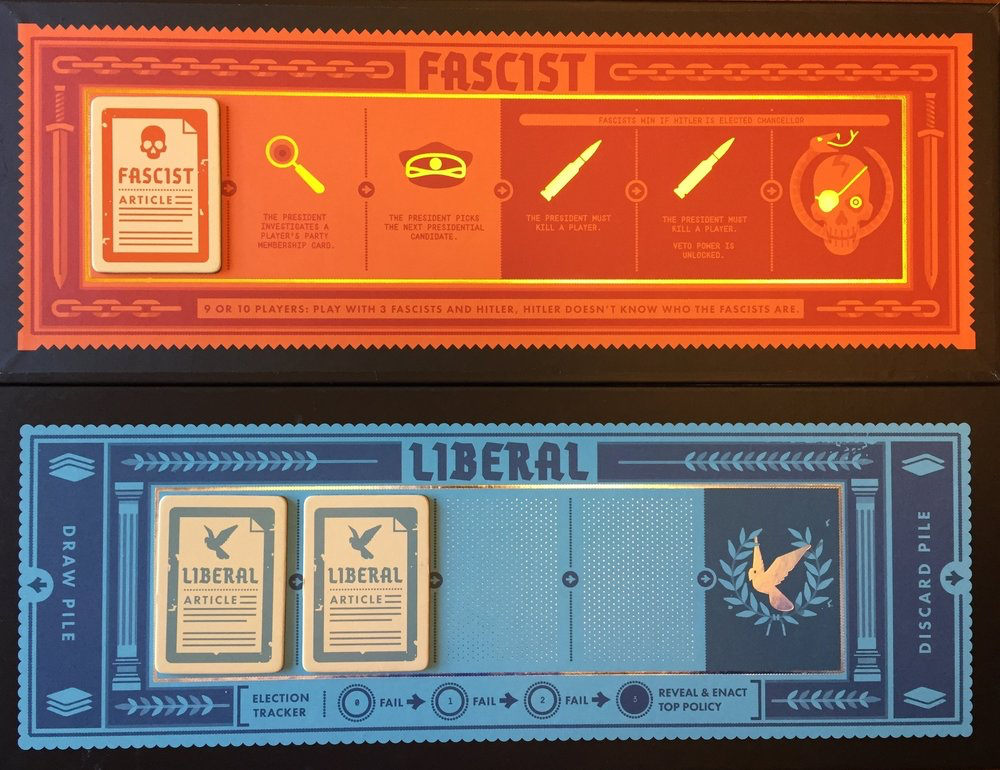 FASCIST
FASCISTS WIN IF HITLER IS ELECTED CHANCELLOR
FASCIST
ARTICLE
THE PRESIDENT
INVESTIGATES A
PLAYER'S PARTY
MEMBERSHIP CARD.
THE PRESIDENT PICKS
THE NEXT PRESIDENTIAL
CANDIDATE.
THE PRESIDENT MUST
KILL A PLAYER.
THE PRESIDENT MUST
KILL A PLAYER.
VETO POWER IS
UNLOCKED.
9 OR 10 PLAYERS: PLAY WITH 3 FASCISTS AND HITLER, HITLER DOESN'T KNOW WHO THE FASCISTS ARE.
LIBERAL
DRAW PILE
LIBERAL
ARTICLE
LIBERAL
ARTICLE
DISCARD PILE
ELECTION
TRACKER
0 FAIL 1 FAIL 2 FAIL 3
REVEAL & ENACT
TOP POLICY